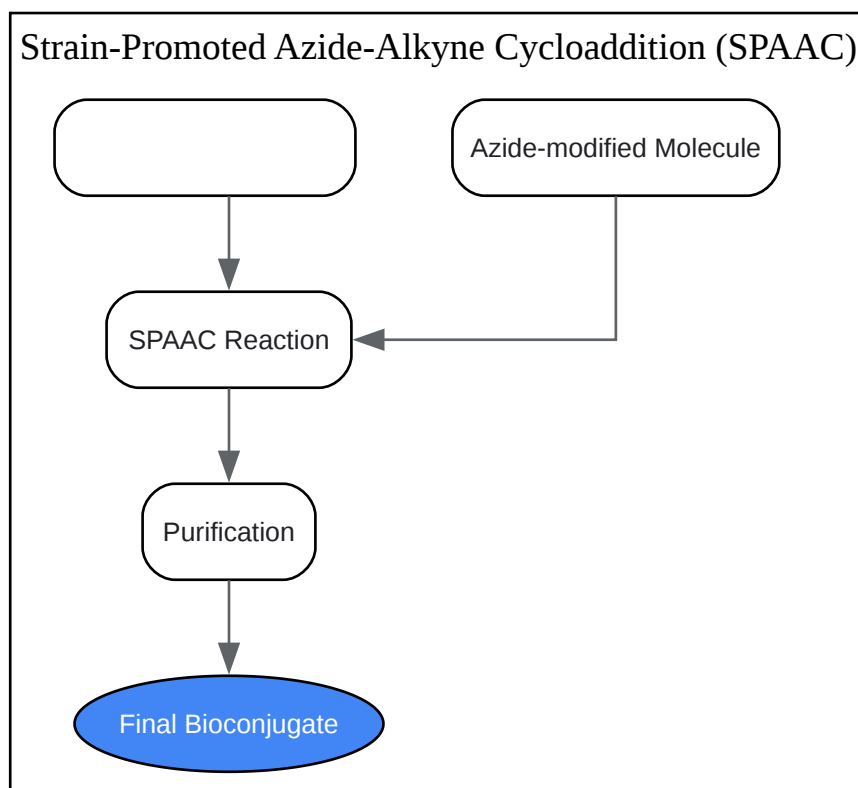 Strain-Promoted Azide-Alkyne Cycloaddition (SPAAC)
Azide-modified Molecule
SPAAC Reaction
Purification
Final Bioconjugate